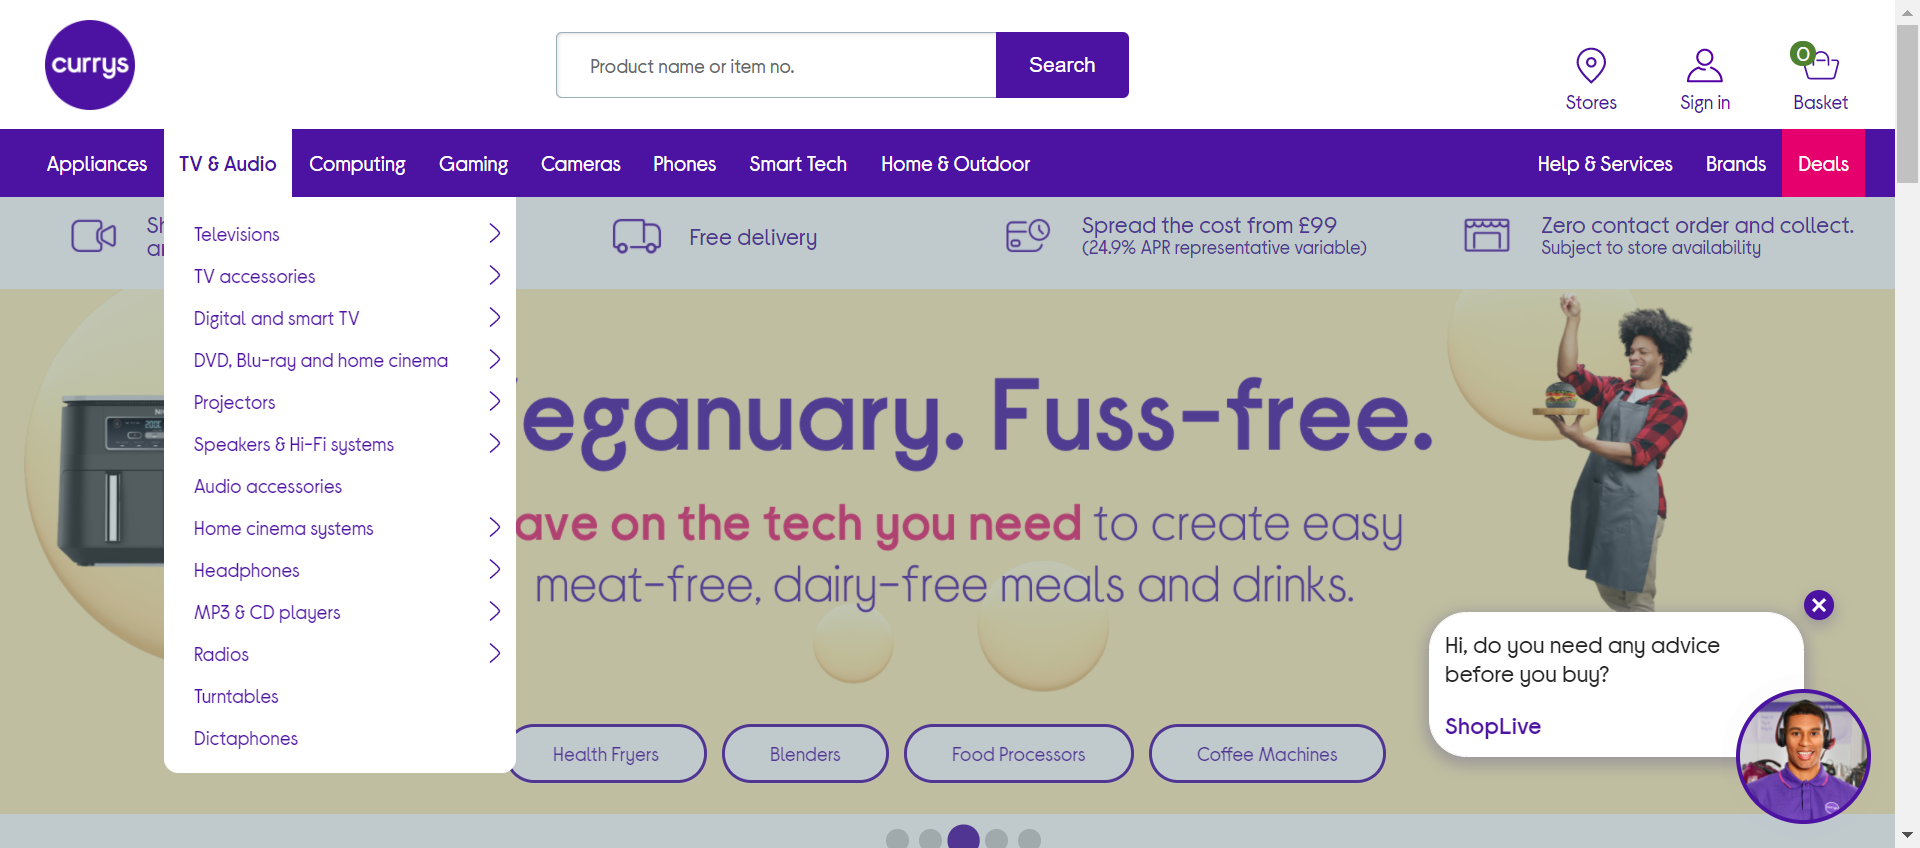 currys
Product name or item no.
Search
Stores
Sign in
0
Basket
Appliances
TV & Audio
Computing
Gaming
Cameras
Phones
Smart Tech
Home & Outdoor
Help & Services
Brands
Deals
Free delivery
Spread the cost from £99
(24.9% APR representative variable)
Zero contact order and collect.
Subject to store availability
Televisions
TV accessories
Digital and smart TV
DVD, Blu-ray and home cinema
Projectors
Speakers & Hi-Fi systems
Audio accessories
Home cinema systems
Headphones
MP3 & CD players
Radios
Turntables
Dictaphones
eganuary. Fuss-free.
ave on the tech you need to create easy
meat-free, dairy-free meals and drinks.
Health Fryers
Blenders
Food Processors
Coffee Machines
Hi, do you need any advice
before you buy?
ShopLive